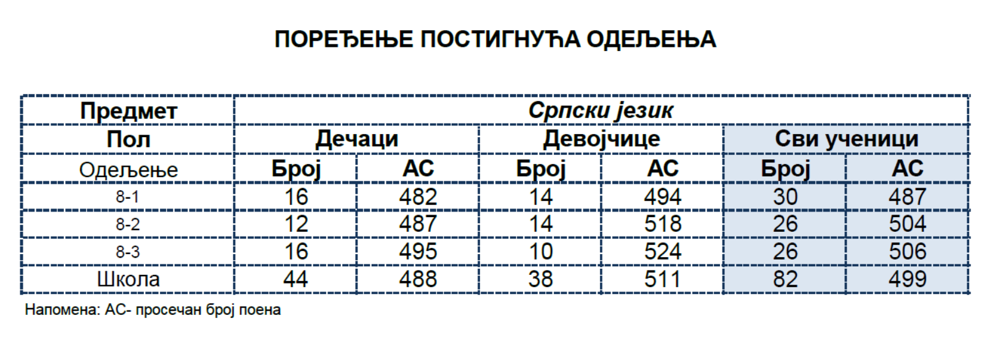 ПОРЕЂЕЊЕ ПОСТИГНУЋА ОДЕЉЕЊА
Предмет Српски језик
Пол Дечаци Девојчице Сви ученици
Одељење Број АС Број АС Број АС
8-1 16 482 14 494 30 487
8-2 12 487 14 518 26 504
8-3 16 495 10 524 26 506
Школа 44 488 38 511 82 499
Напомена: АС- просечан број поена